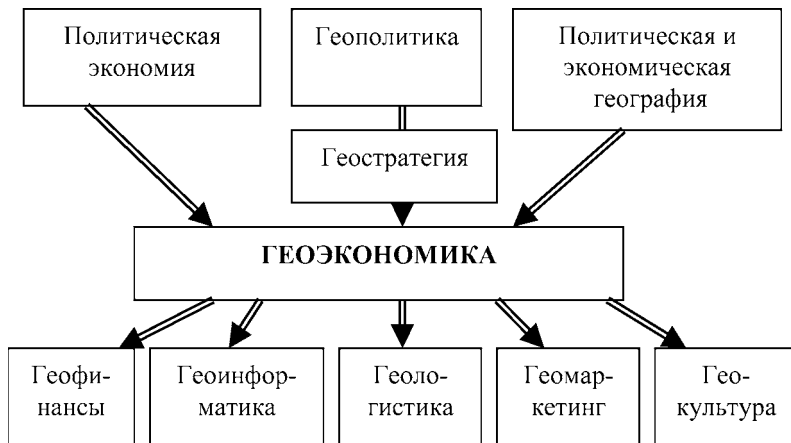 Политическая
экономия
Геополитика
Политическая и
экономическая
география
Геостратегия
ГЕОЭКОНОМИКА
Геофи-
нансы
Геоинфор-
матика
Геоло-
гистика
Геомар-
кетинг
Гео-
культура